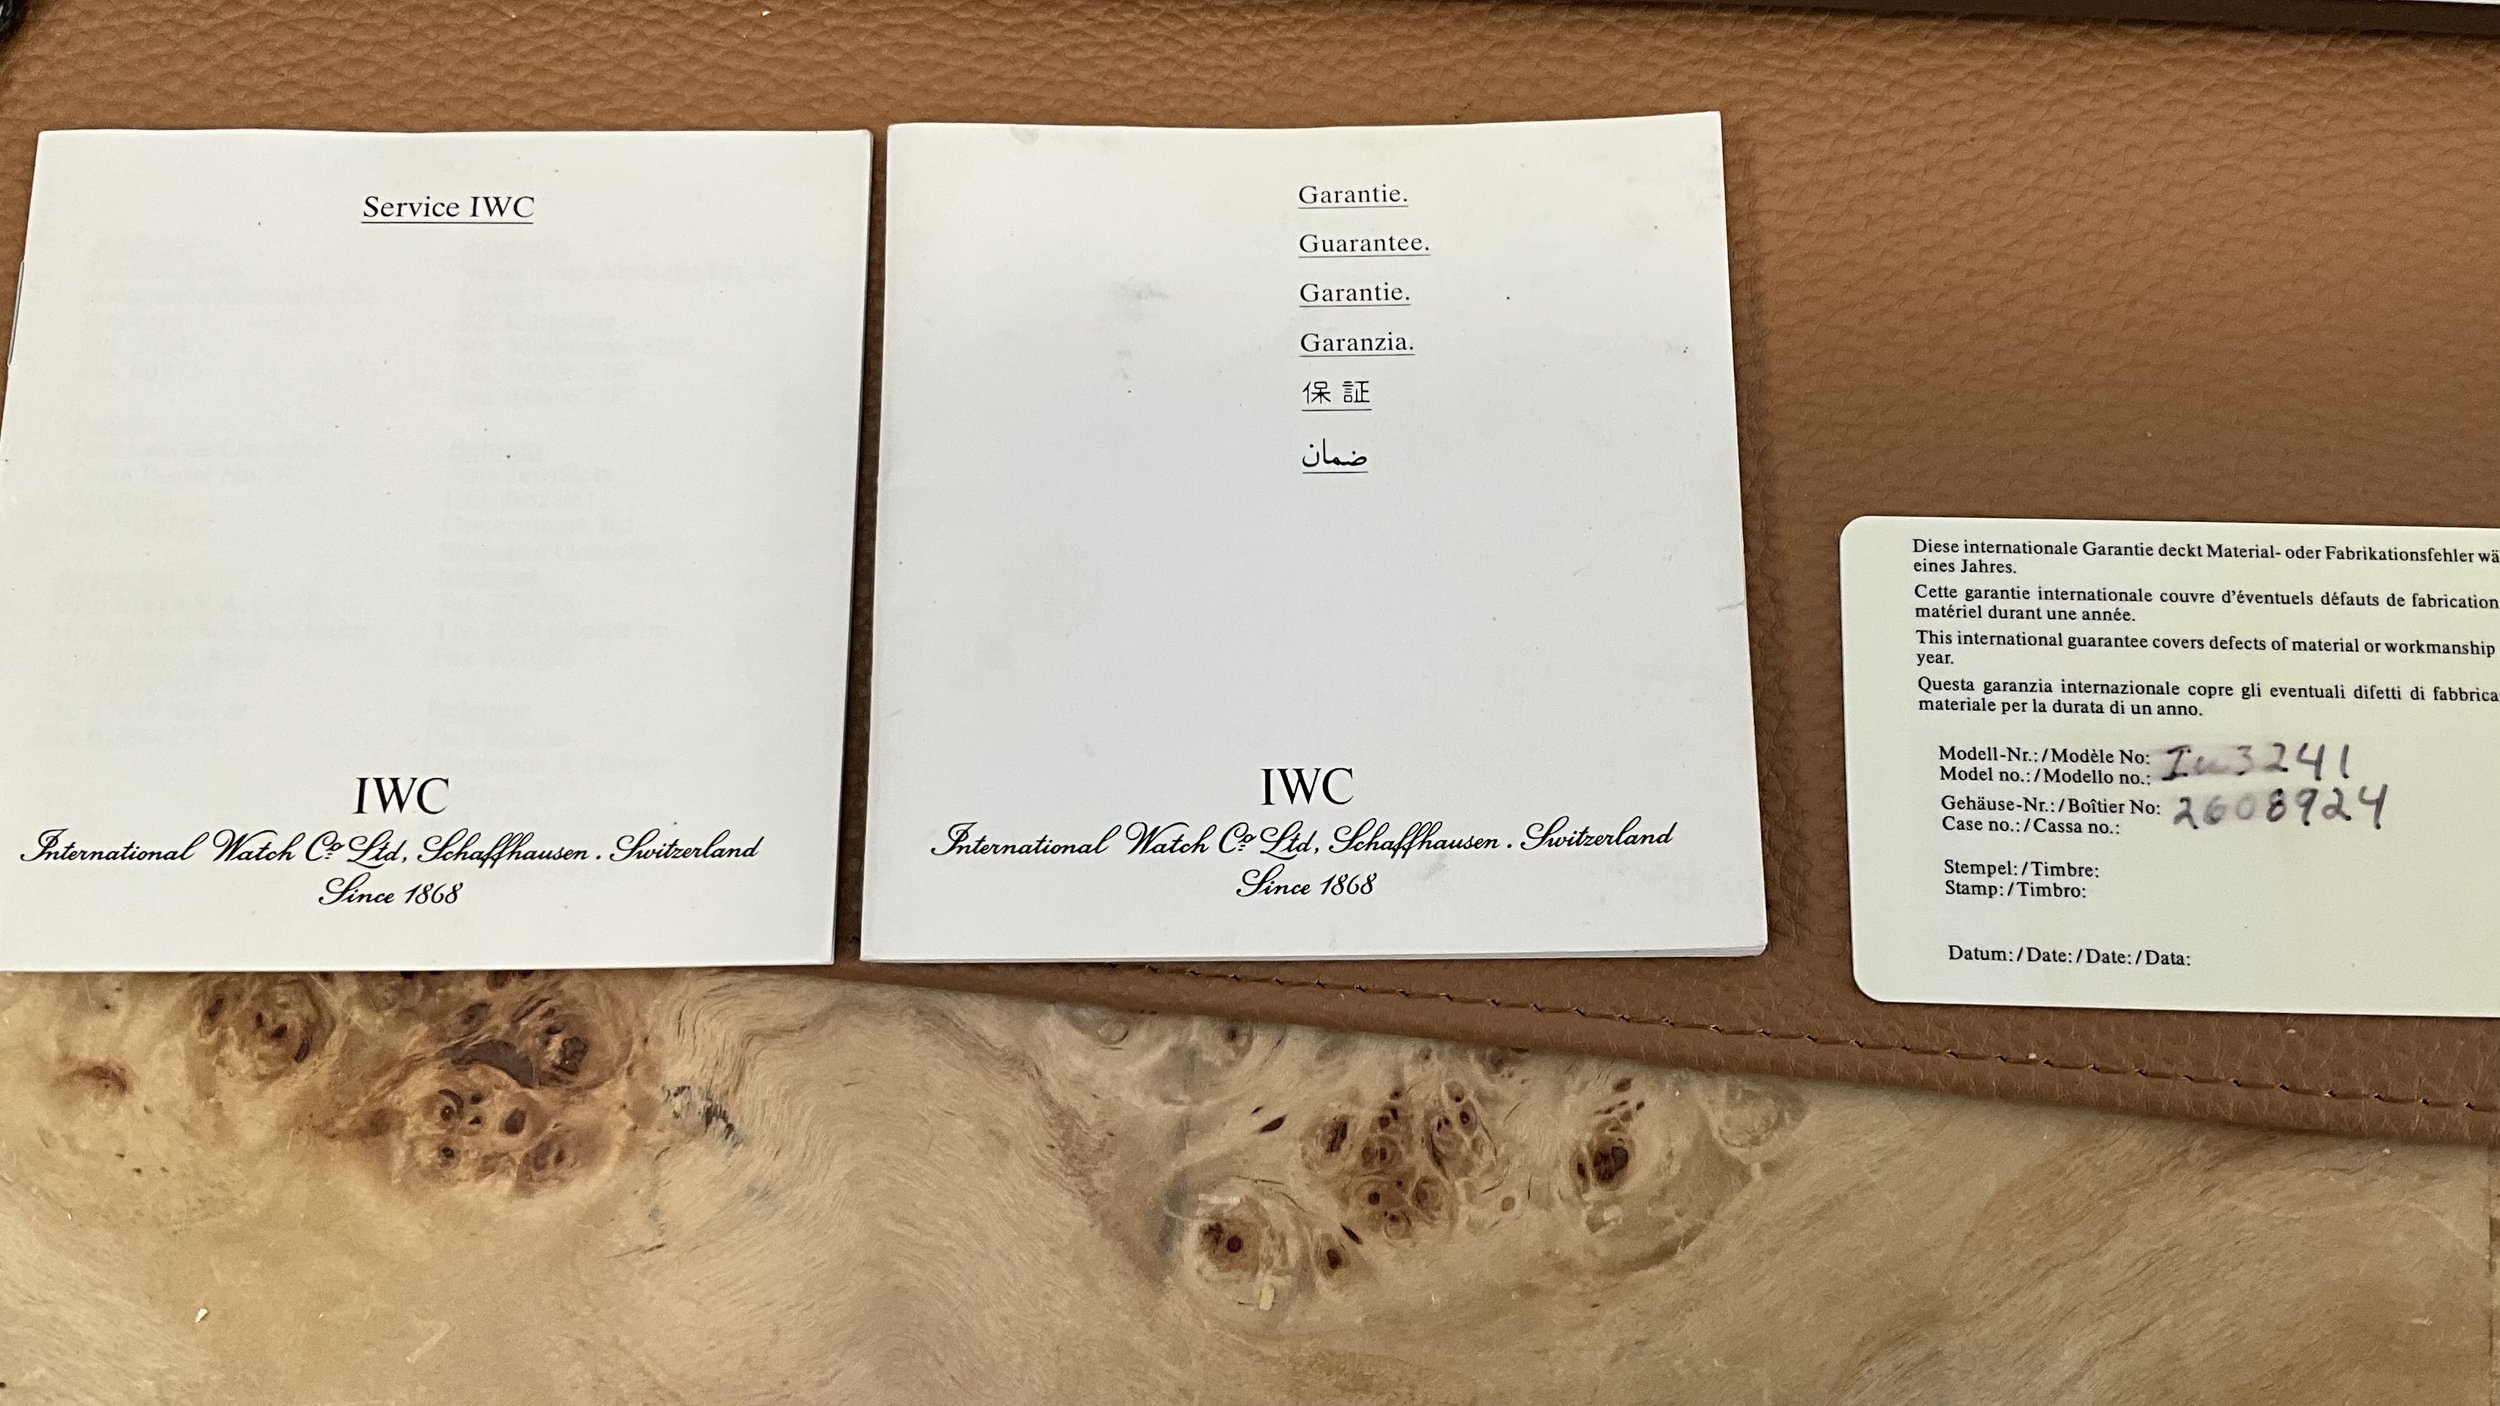 Service IWC
IWC
International Watch Co Ltd, Schaffhausen . Switzerland
Since 1868
Garantie.
Guarantee.
Garantie.
Garanzia.
保証
ضمان
IWC
International Watch Co Ltd, Schaffhausen . Switzerland
Since 1868
Diese internationale Garantie deckt Material- oder Fabrikationsfehler wä
eines Jahres.
Cette garantie internationale couvre d'éventuels défauts de fabrication
matériel durant une année.
This international guarantee covers defects of material or workmanship
year.
Questa garanzia internazionale copre gli eventuali difetti di fabbrica
materiale per la durata di un anno.
Modell-Nr.:/Modèle No:
Model no.:/Modello no.: Iw3241
Gehäuse-Nr.:/Boîtier No: 2608924
Case no.:/Cassa no.:
Stempel:/Timbre:
Stamp:/Timbro:
Datum:/Date:/Date:/Data: